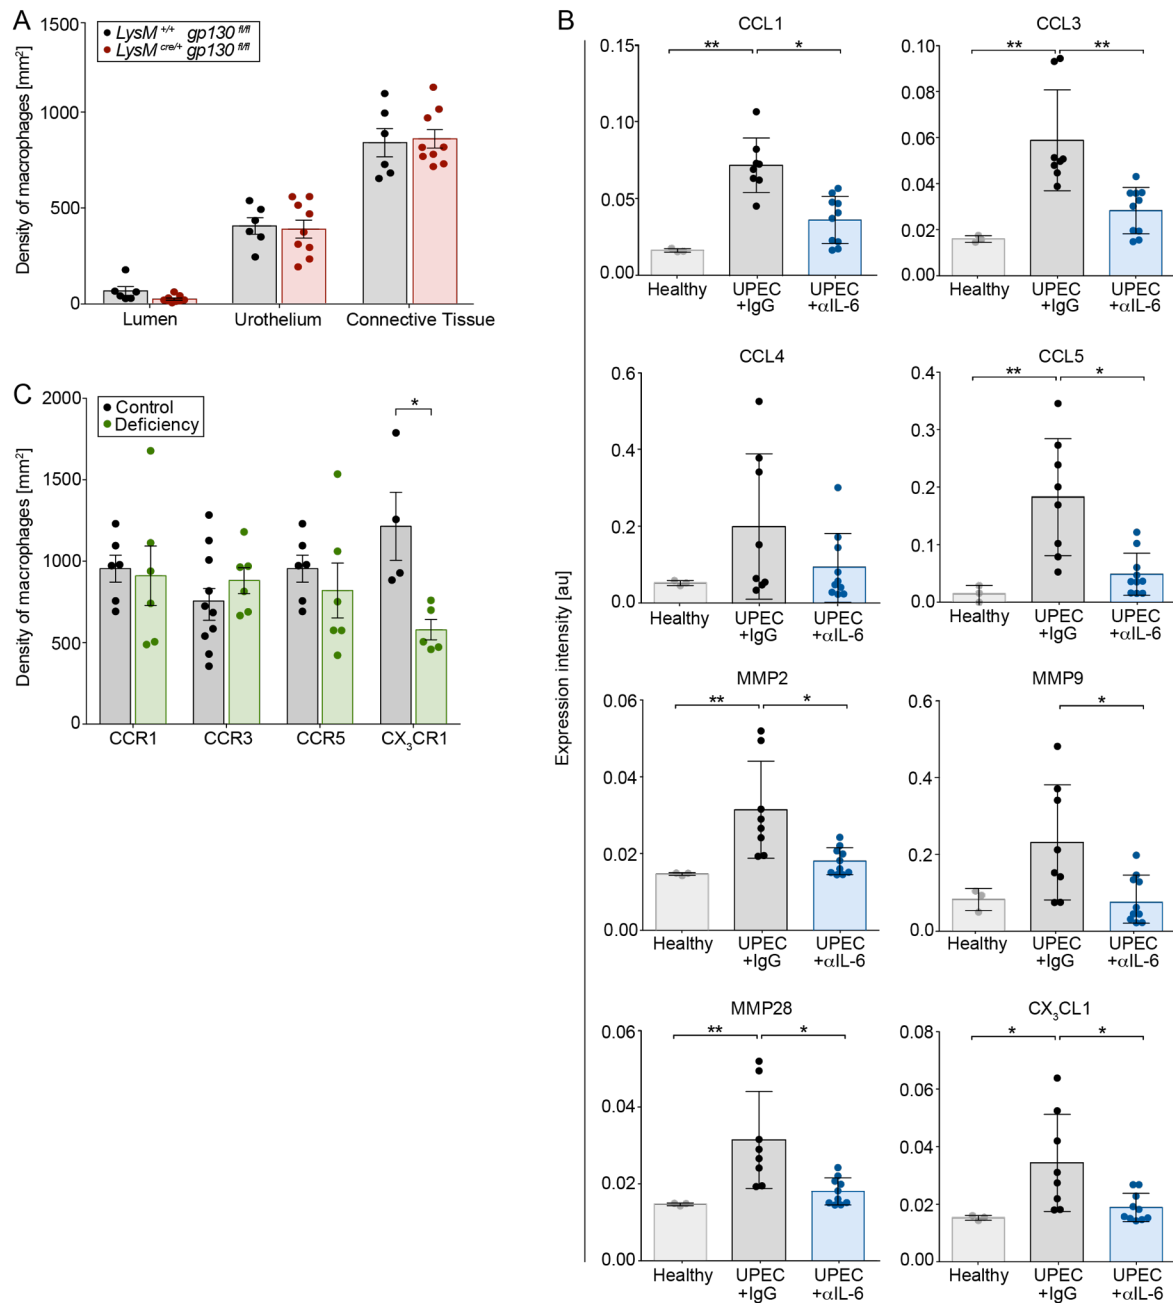 A
Density of macrophages [mm²]
1500
1000
500
0
LysM +/+ gp130 fl/fl
LysM cre/+ gp130 fl/fl
Lumen
Urothelium
Connective Tissue
C
Density of macrophages [mm²]
2000
1500
1000
500
0
Control
Deficiency
*
CCR1
CCR3
CCR5
CX₃CR1
B
Expression intensity [au]
CCL1
** *
0.15
0.10
0.05
0.00
Healthy
UPEC
+IgG
UPEC
+αIL-6
CCL3
** **
0.10
0.08
0.06
0.04
0.02
0.00
Healthy
UPEC
+IgG
UPEC
+αIL-6
CCL4
0.6
0.4
0.2
0.0
Healthy
UPEC
+IgG
UPEC
+αIL-6
CCL5
** *
0.4
0.3
0.2
0.1
0.0
Healthy
UPEC
+IgG
UPEC
+αIL-6
MMP2
** *
0.06
0.04
0.02
0.00
Healthy
UPEC
+IgG
UPEC
+αIL-6
MMP9
*
0.6
0.4
0.2
0.0
Healthy
UPEC
+IgG
UPEC
+αIL-6
MMP28
** *
0.06
0.04
0.02
0.00
Healthy
UPEC
+IgG
UPEC
+αIL-6
CX₃CL1
* *
0.08
0.06
0.04
0.02
0.00
Healthy
UPEC
+IgG
UPEC
+αIL-6